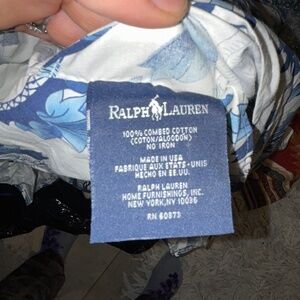 RALPH LAUREN
100% COMBED COTTON
(COTON/ALGODON)
NO IRON
MADE IN USA
FABRIQUE AUX ETATS-UNIS
HECHO EN EE.UU.
RALPH LAUREN
HOME FURNISHINGS, INC.
NEW YORK, NY 10036
RN 60873